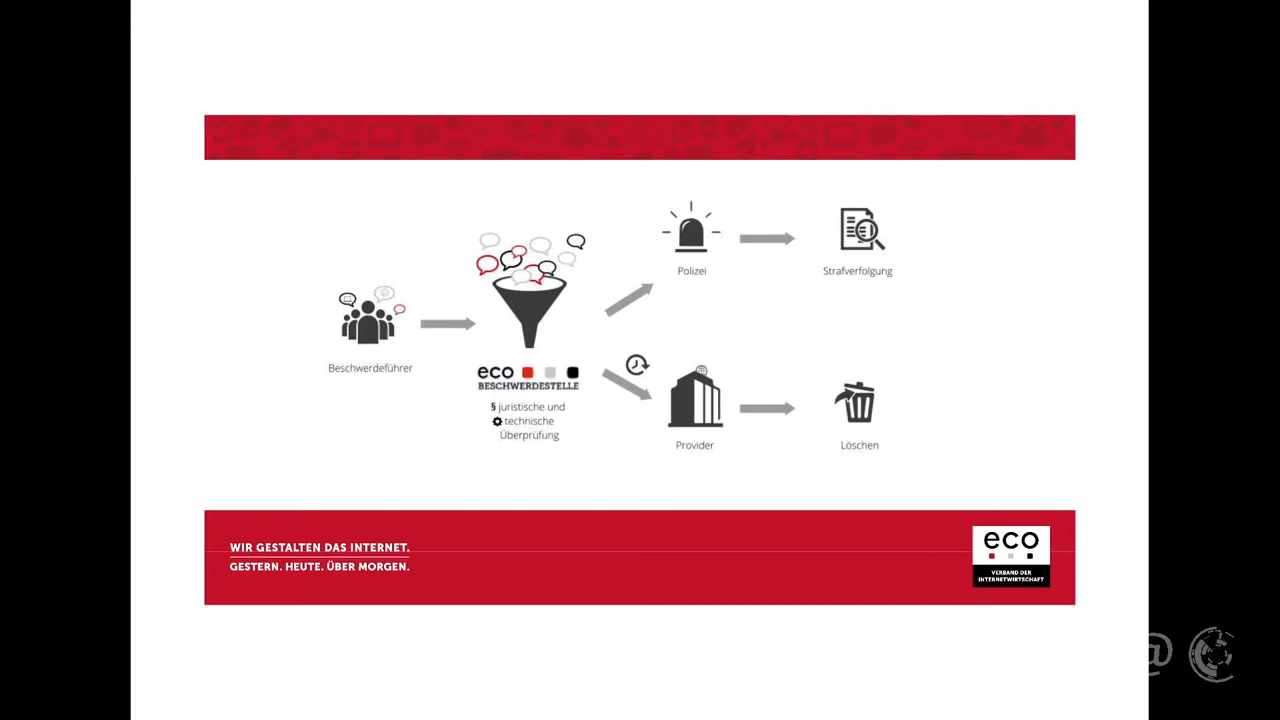 Polizei
Strafverfolgung
Beschwerdeführer
eco
BESCHWERDESTELLE
§ juristische und
technische
Überprüfung
Provider
Löschen
WIR GESTALTEN DAS INTERNET.
GESTERN. HEUTE. ÜBER MORGEN.
eco
VERBAND DER
INTERNETWIRTSCHAFT
@